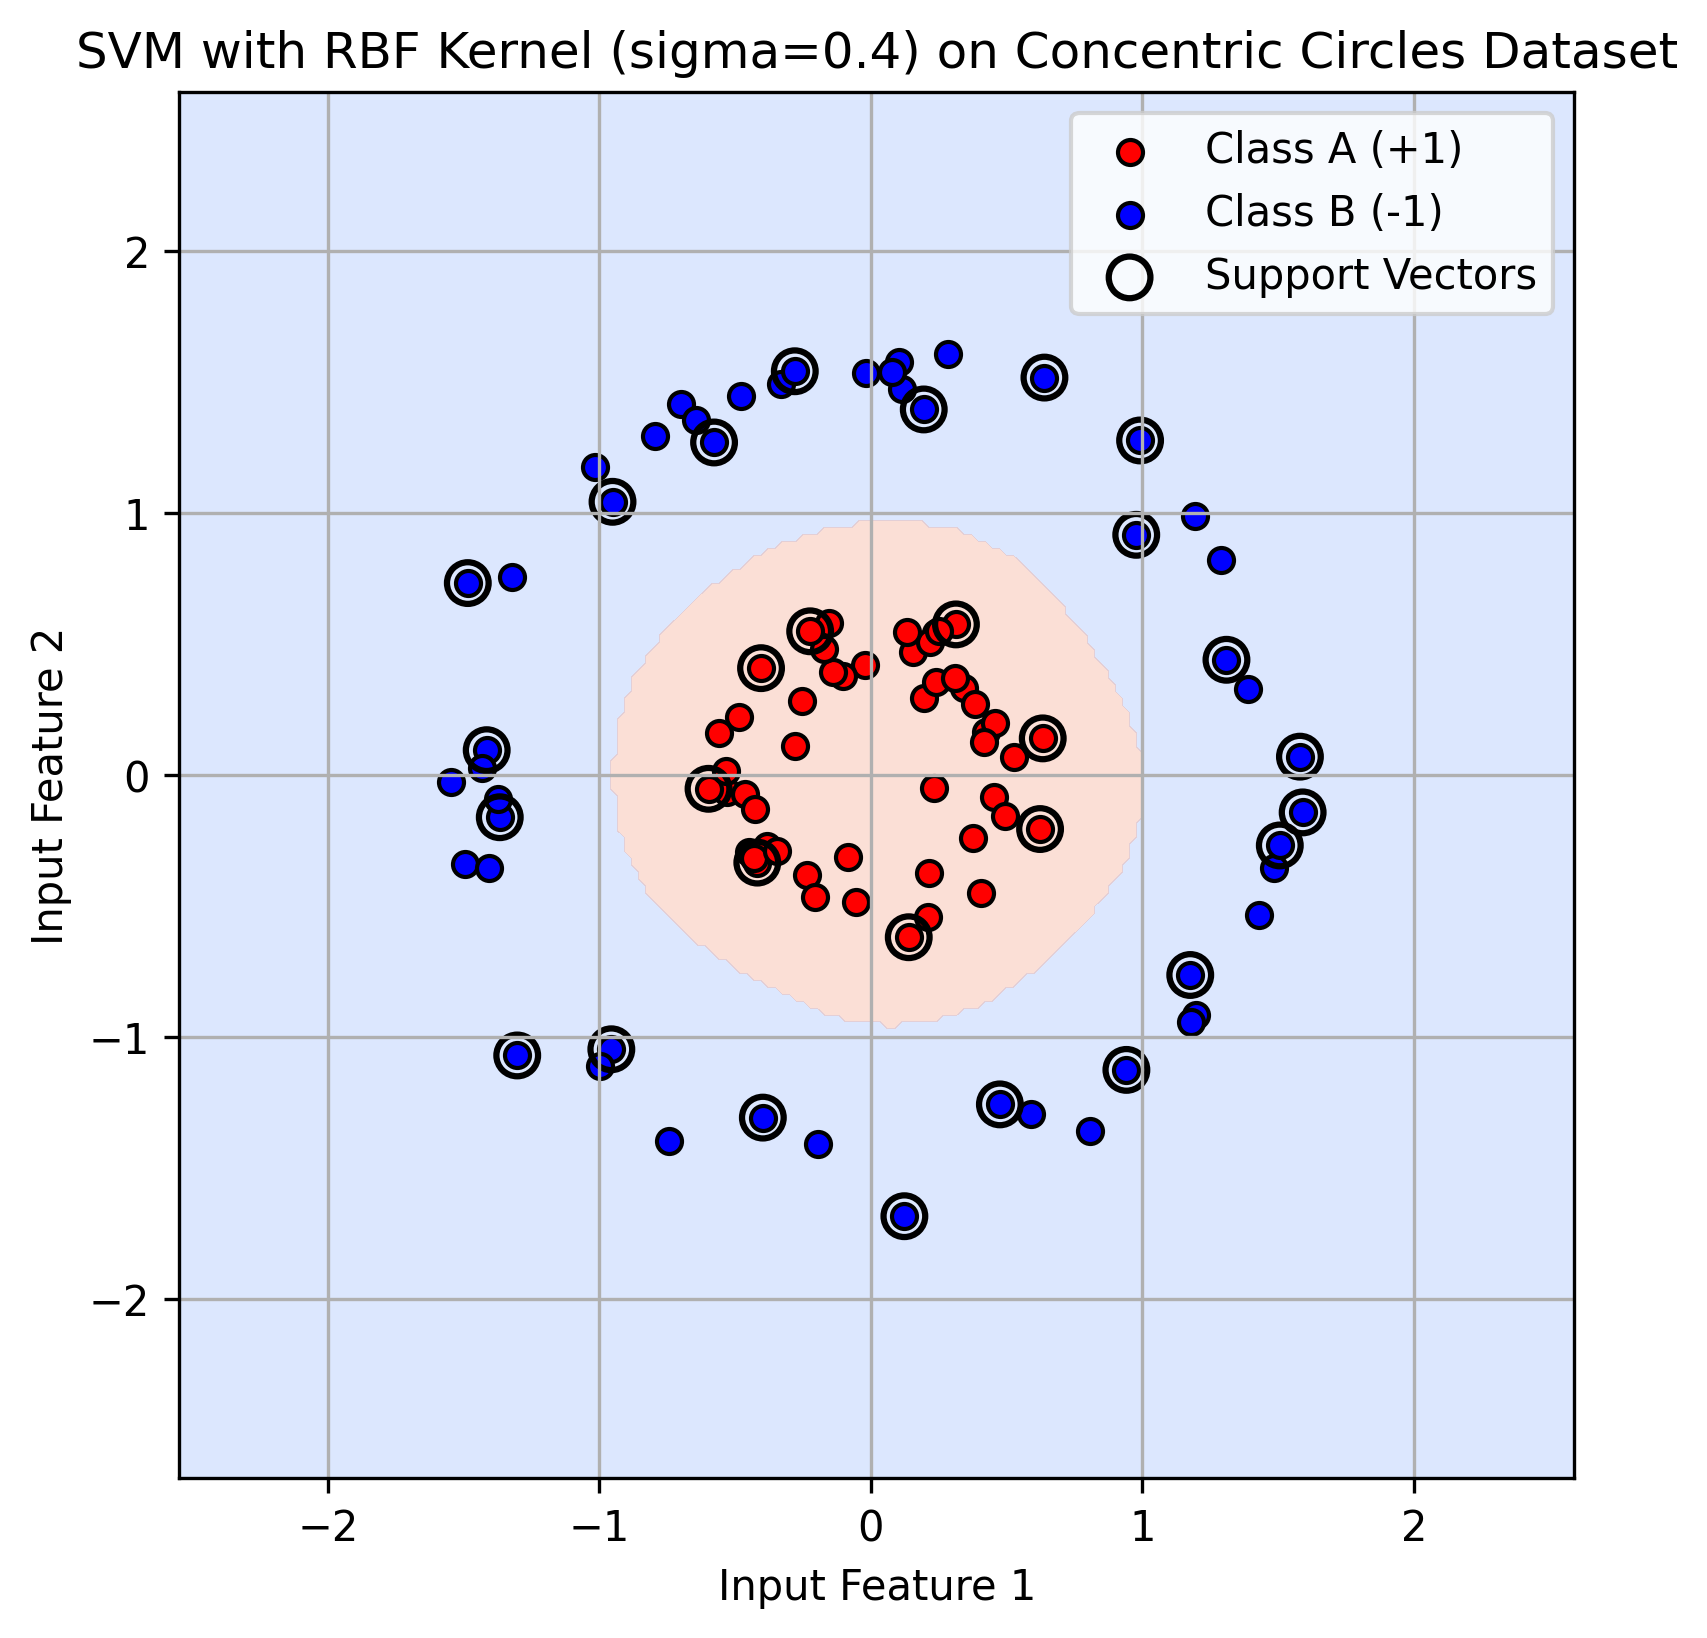 SVM with RBF Kernel (sigma=0.4) on Concentric Circles Dataset
Class A (+1)
Class B (-1)
Support Vectors
2
1
0
−1
−2
Input Feature 2
−2
−1
0
1
2
Input Feature 1